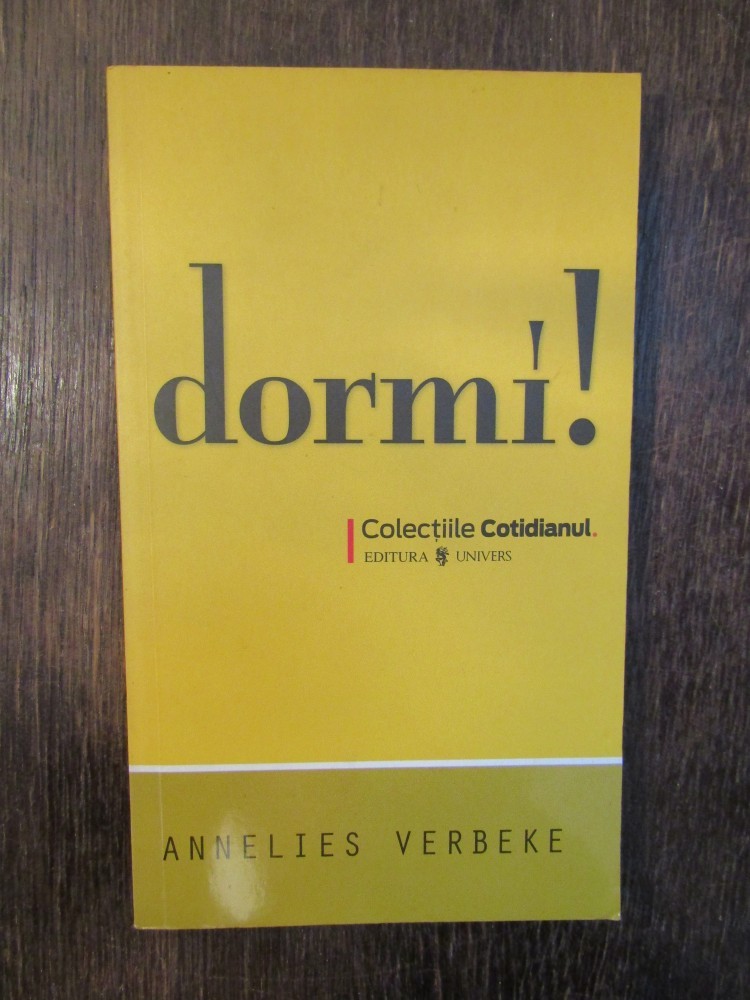 dormi!
Colecțiile Cotidianul.
EDITURA UNIVERS
ANNELIES VERBEKE